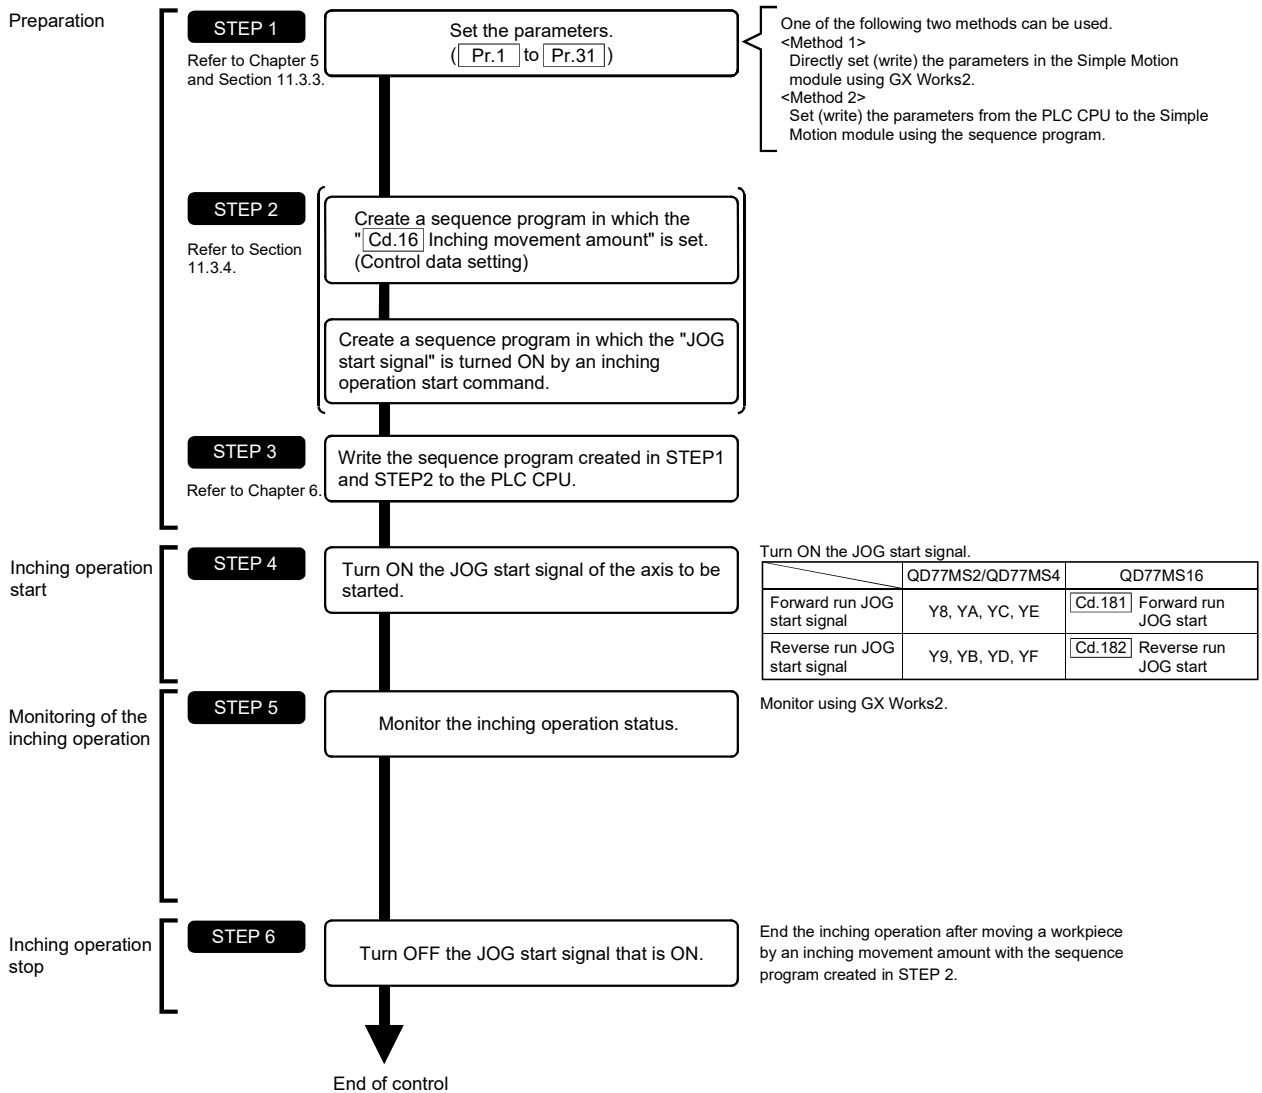 Preparation
STEP 1
Refer to Chapter 5
and Section 11.3.3.
Set the parameters.
( Pr.1 to Pr.31 )
One of the following two methods can be used.
<Method 1>
Directly set (write) the parameters in the Simple Motion
module using GX Works2.
<Method 2>
Set (write) the parameters from the PLC CPU to the Simple
Motion module using the sequence program.
STEP 2
Refer to Section
11.3.4.
Create a sequence program in which the
" Cd.16 Inching movement amount" is set.
(Control data setting)
Create a sequence program in which the "JOG
start signal" is turned ON by an inching
operation start command.
STEP 3
Refer to Chapter 6.
Write the sequence program created in STEP1
and STEP2 to the PLC CPU.
Inching operation
start
STEP 4
Turn ON the JOG start signal of the axis to be
started.
Turn ON the JOG start signal.
QD77MS2/QD77MS4 QD77MS16
Forward run JOG
start signal
Y8, YA, YC, YE
Cd.181 Forward run
JOG start
Reverse run JOG
start signal
Y9, YB, YD, YF
Cd.182 Reverse run
JOG start
Monitoring of the
inching operation
STEP 5
Monitor the inching operation status.
Monitor using GX Works2.
Inching operation
stop
STEP 6
Turn OFF the JOG start signal that is ON.
End the inching operation after moving a workpiece
by an inching movement amount with the sequence
program created in STEP 2.
End of control